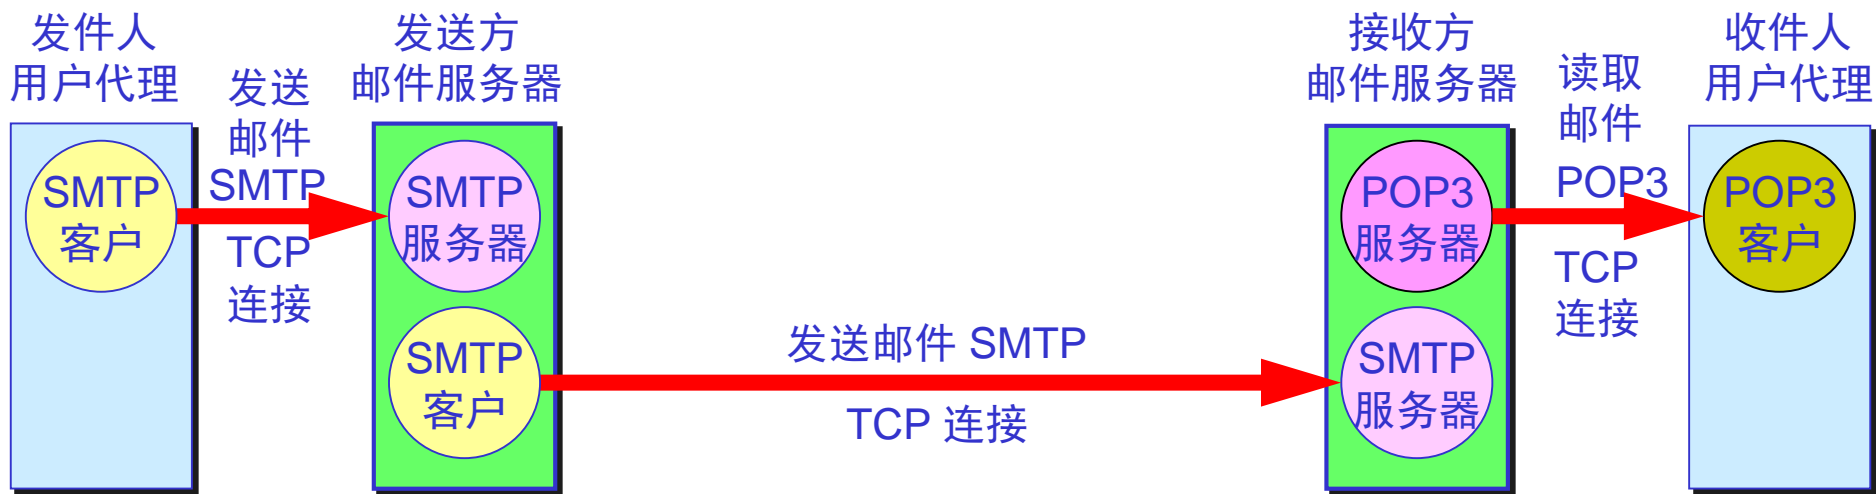 发件人
用户代理
SMTP
客户
发送
邮件
SMTP
TCP
连接
发送方
邮件服务器
SMTP
服务器
SMTP
客户
发送邮件 SMTP
TCP 连接
接收方
邮件服务器
POP3
服务器
SMTP
服务器
读取
邮件
POP3
TCP
连接
收件人
用户代理
POP3
客户